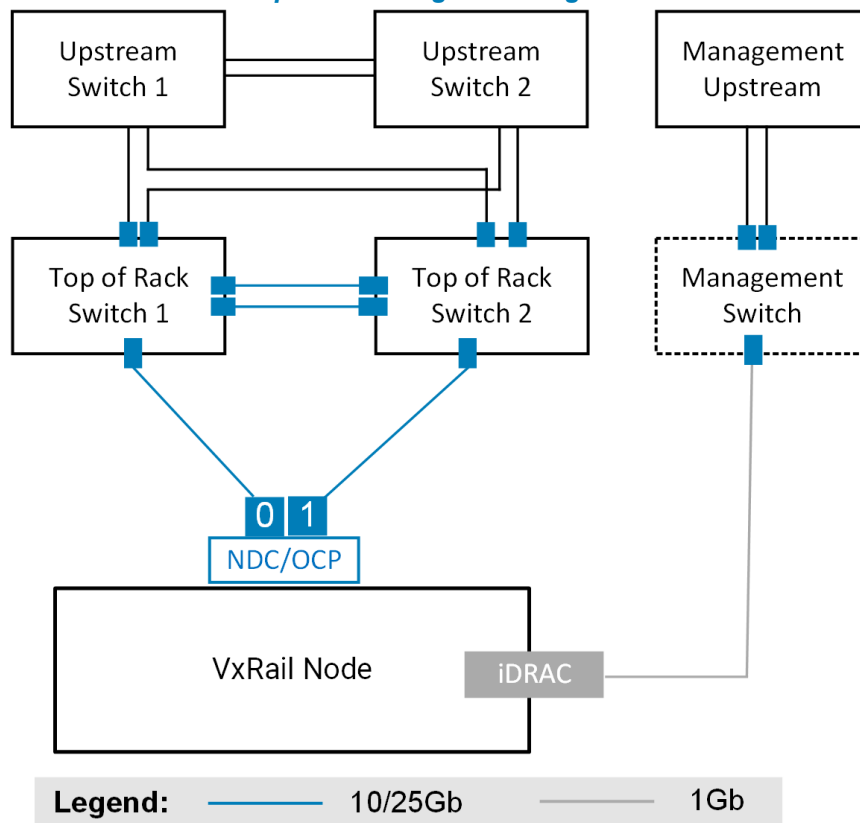 Upstream
Switch 1
Upstream
Switch 2
Management
Upstream
Top of Rack
Switch 1
Top of Rack
Switch 2
Management
Switch
0 1
NDC/OCP
VxRail Node
iDRAC
Legend: 10/25Gb 1Gb